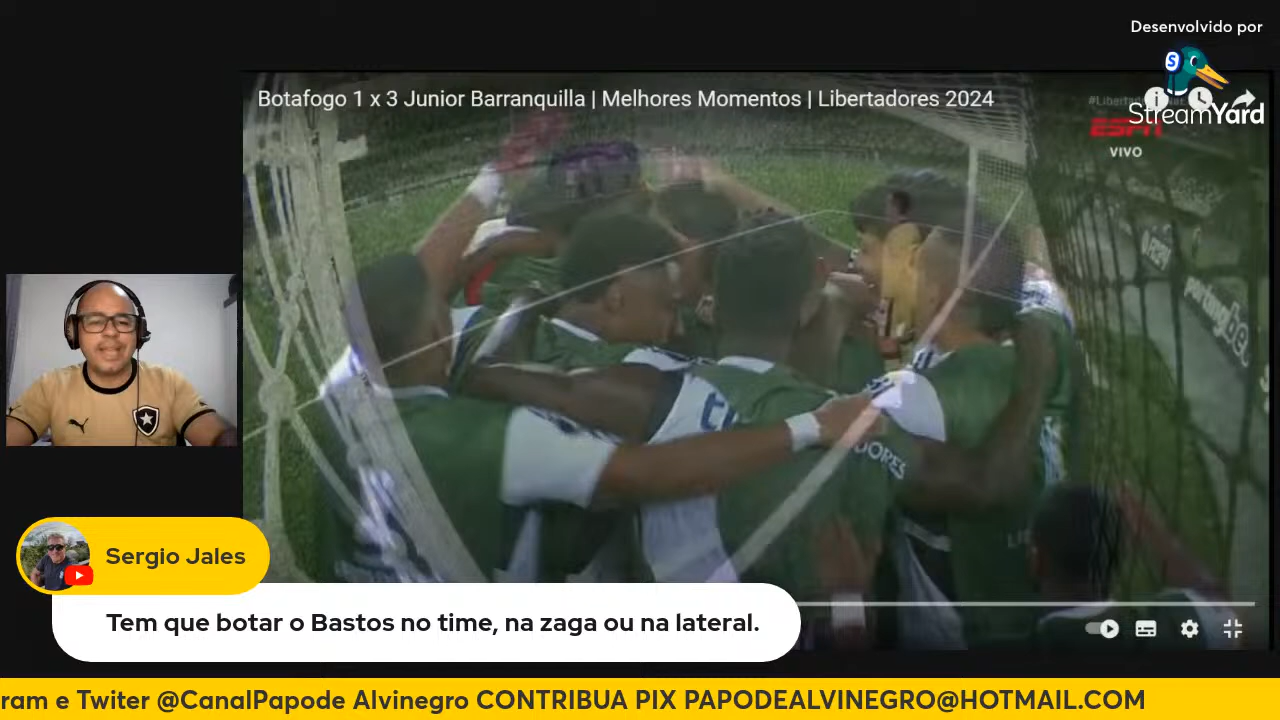 Desenvolvido por
StreamYard
Botafogo 1 x 3 Junior Barranquilla | Melhores Momentos | Libertadores 2024
ESPN
VIVO
Sergio Jales
Tem que botar o Bastos no time, na zaga ou na lateral.
ram e Twiter @CanalPapode Alvinegro CONTRIBUA PIX PAPODEALVINEGRO@HOTMAIL.COM